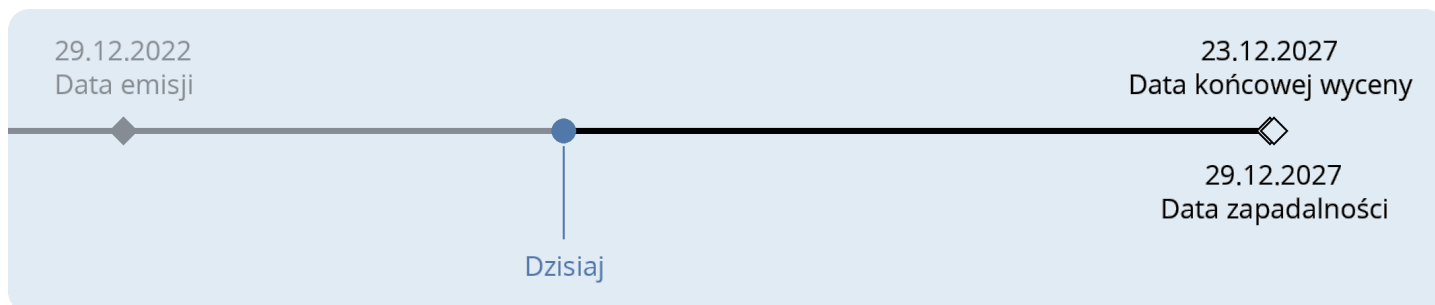 29.12.2022
Data emisji
23.12.2027
Data końcowej wyceny
29.12.2027
Data zapadalności
Dzisiaj